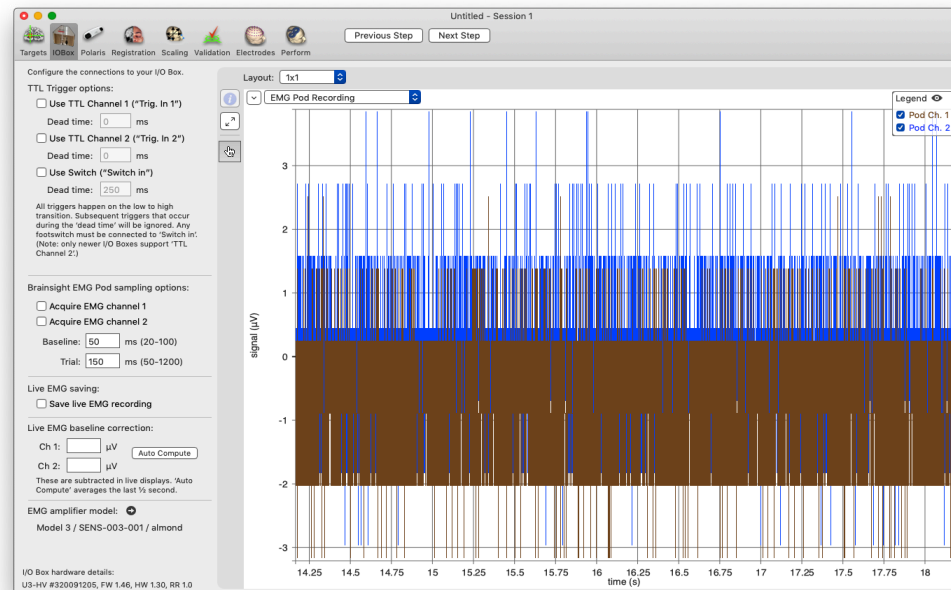 Untitled - Session 1
Targets IOBox Polaris Registration Scaling Validation Electrodes Perform
Previous Step Next Step
Configure the connections to your I/O Box.
TTL Trigger options:
Use TTL Channel 1 (“Trig. In 1”)
Dead time: 0 ms
Use TTL Channel 2 (“Trig. In 2”)
Dead time: 0 ms
Use Switch (“Switch in”)
Dead time: 250 ms
All triggers happen on the low to high
transition. Subsequent triggers that occur
during the 'dead time' will be ignored. Any
footswitch must be connected to 'Switch in'.
(Note: only newer I/O Boxes support 'TTL
Channel 2'.)
Brainsight EMG Pod sampling options:
Acquire EMG channel 1
Acquire EMG channel 2
Baseline: 50 ms (20-100)
Trial: 150 ms (50-1200)
Live EMG saving:
Save live EMG recording
Live EMG baseline correction:
Ch 1: µV
Auto Compute
Ch 2: µV
These are subtracted in live displays. 'Auto
Compute' averages the last ½ second.
EMG amplifier model:
Model 3 / SENS-003-001 / almond
I/O Box hardware details:
U3-HV #320091205, FW 1.46, HW 1.30, RR 1.0
Layout: 1x1
EMG Pod Recording
Legend
Pod Ch. 1
Pod Ch. 2
signal (µV)
3
2
1
0
-1
-2
-3
14.25 14.5 14.75 15 15.25 15.5 15.75 16 16.25 16.5 16.75 17 17.25 17.5 17.75 18
time (s)